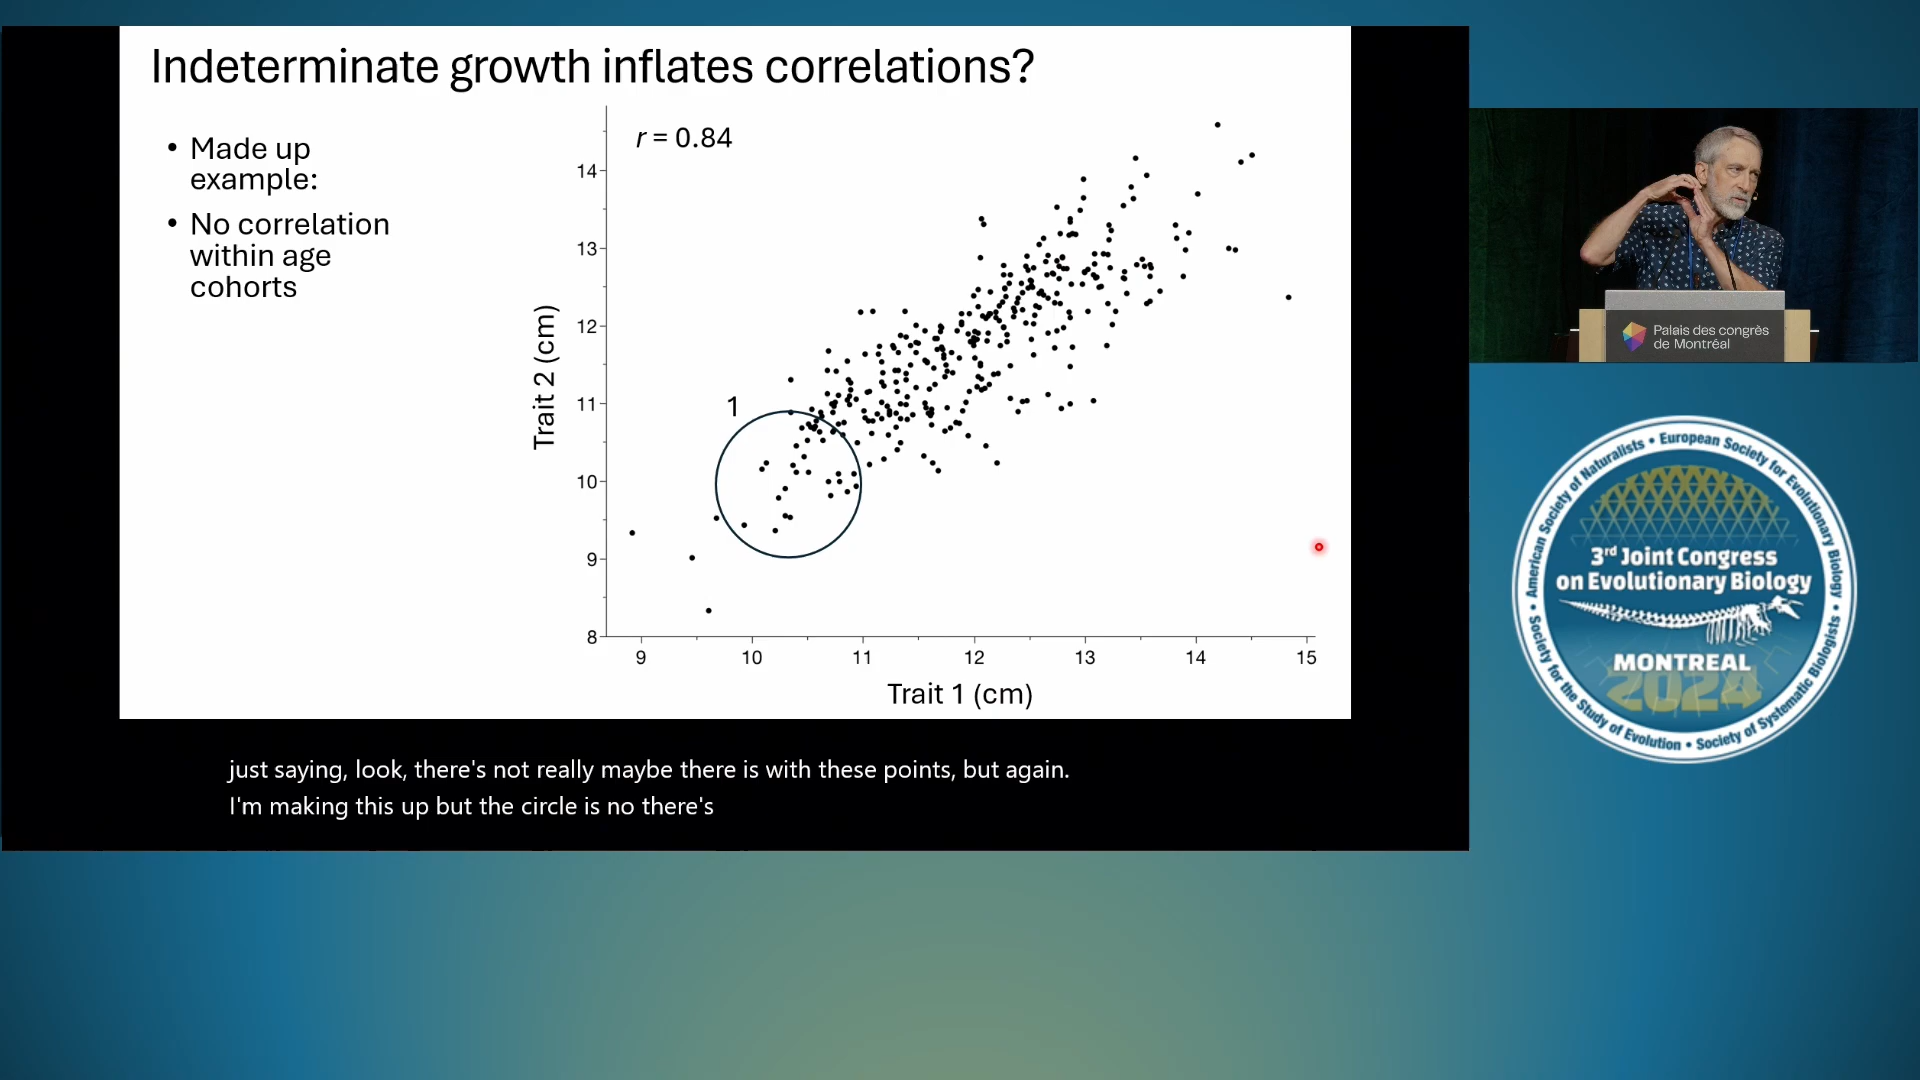 Indeterminate growth inflates correlations?
• Made up
example:
• No correlation
within age
cohorts
r = 0.84
14
13
12
11
10
9
8
Trait 2 (cm)
1
9 10 11 12 13 14 15
Trait 1 (cm)
just saying, look, there's not really maybe there is with these points, but again.
I'm making this up but the circle is no there's
Palais des congrès
de Montréal
American Society of Naturalists • European Society for Evolutionary Biology • Society of Systematic Biologists • Society for the Study of Evolution •
3rd Joint Congress
on Evolutionary Biology
MONTREAL
2024